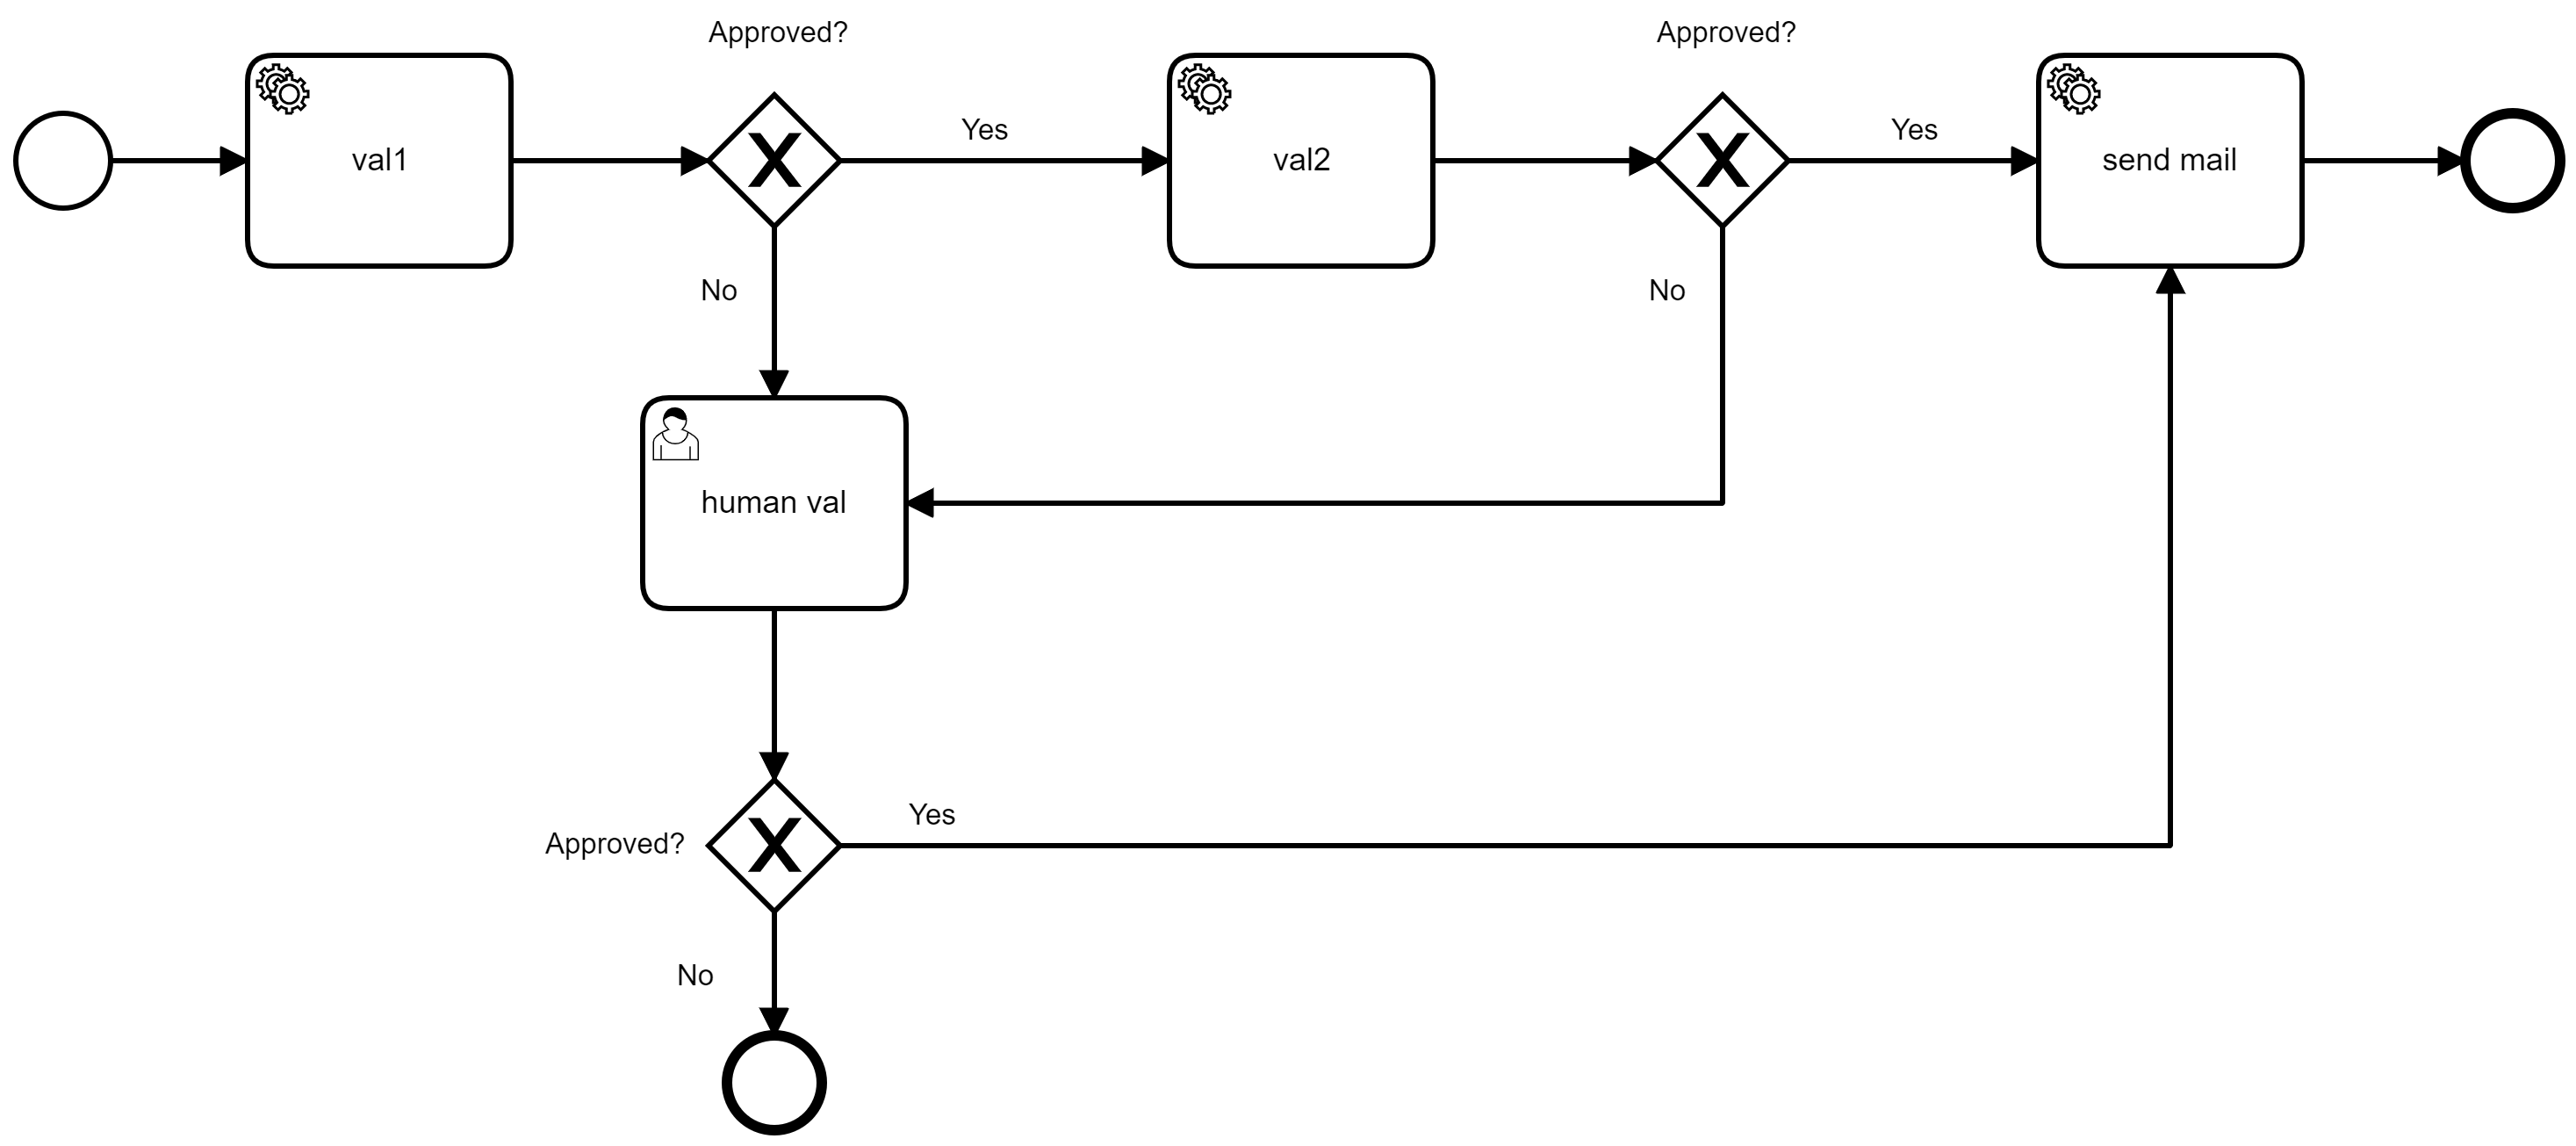 Approved?
Approved?
val1
Yes
val2
Yes
send mail
No
No
human val
Yes
Approved?
No